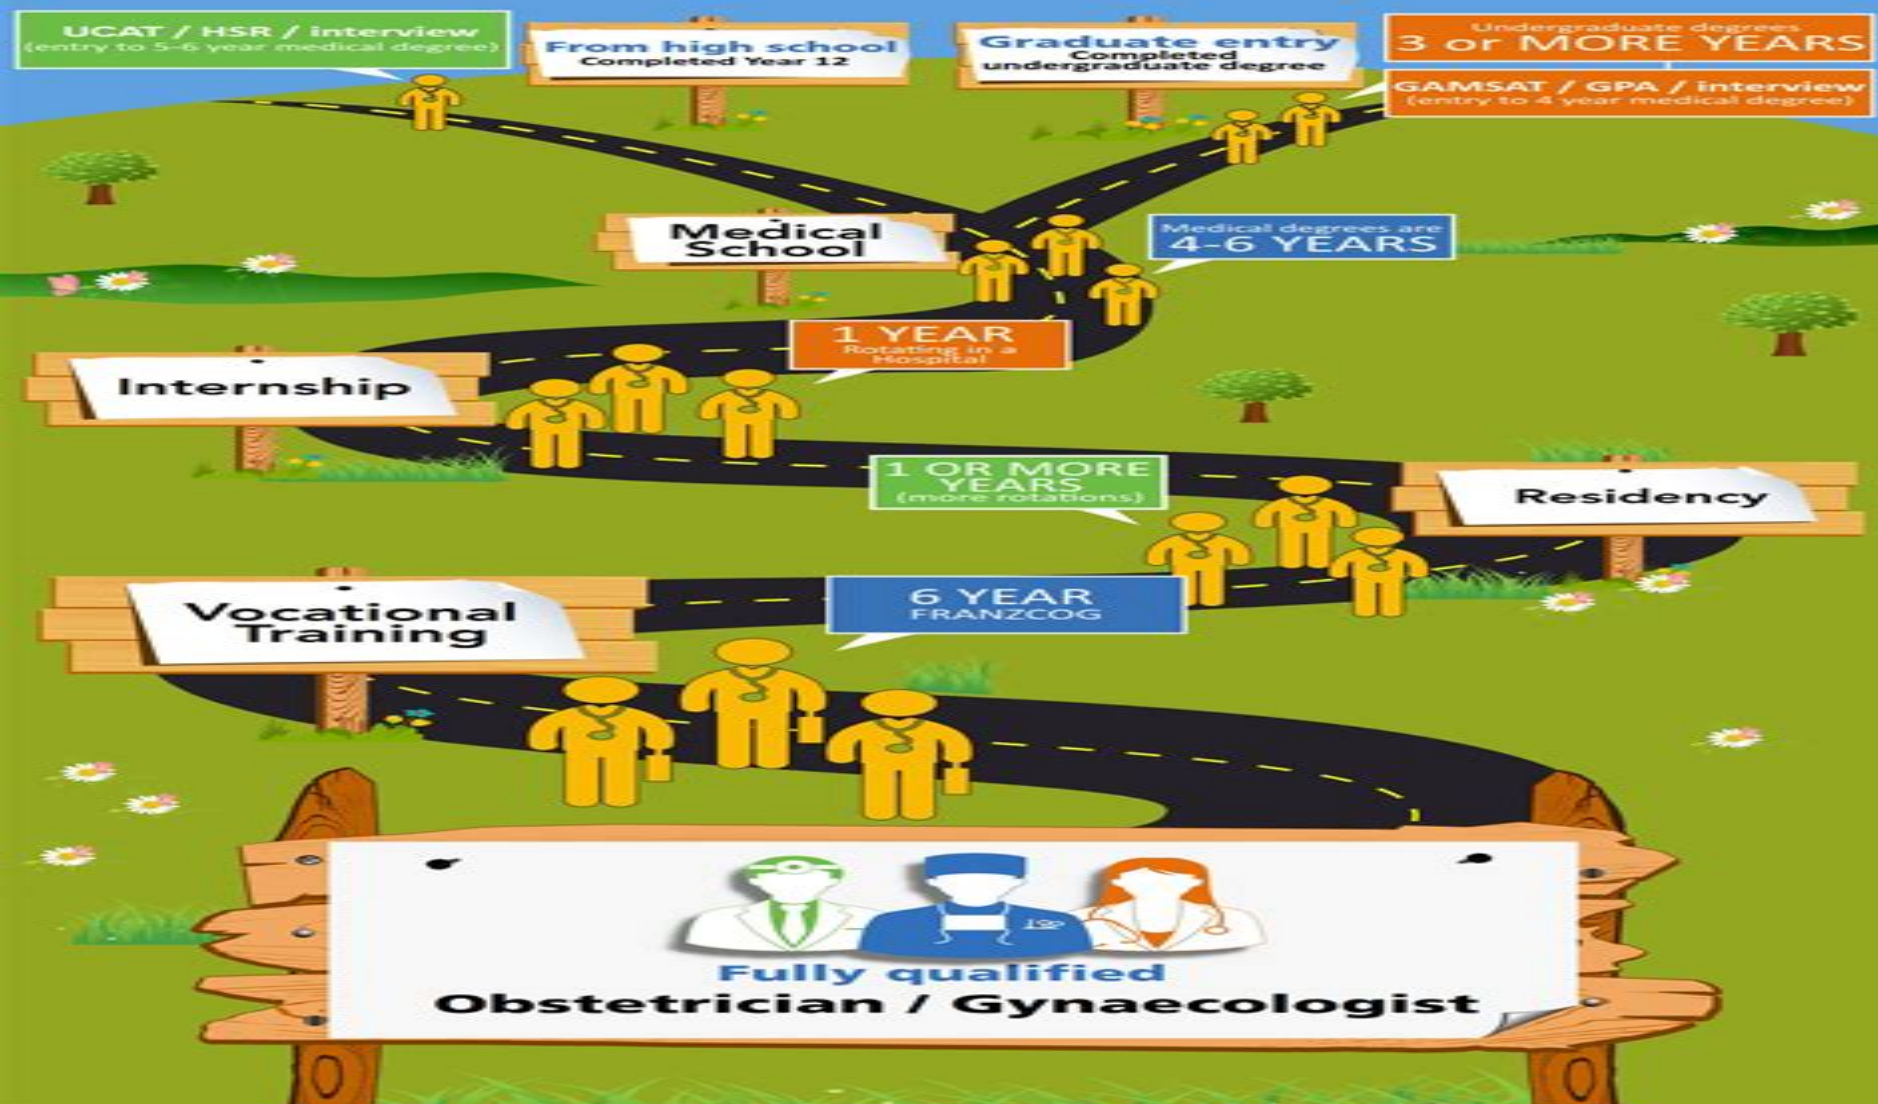 UCAT / HSR / interview
(entry to 5-6 year medical degree)
From high school
Completed Year 12
Graduate entry
Completed
undergraduate degree
Undergraduate degrees
3 or MORE YEARS
GAMSAT / GPA / interview
(entry to 4 year medical degree)
Medical
School
Medical degrees are
4-6 YEARS
1 YEAR
Rotating in a
Hospital
Internship
1 OR MORE
YEARS
(more rotations)
Residency
Vocational
Training
6 YEAR
FRANZCOG
Fully qualified
Obstetrician / Gynaecologist